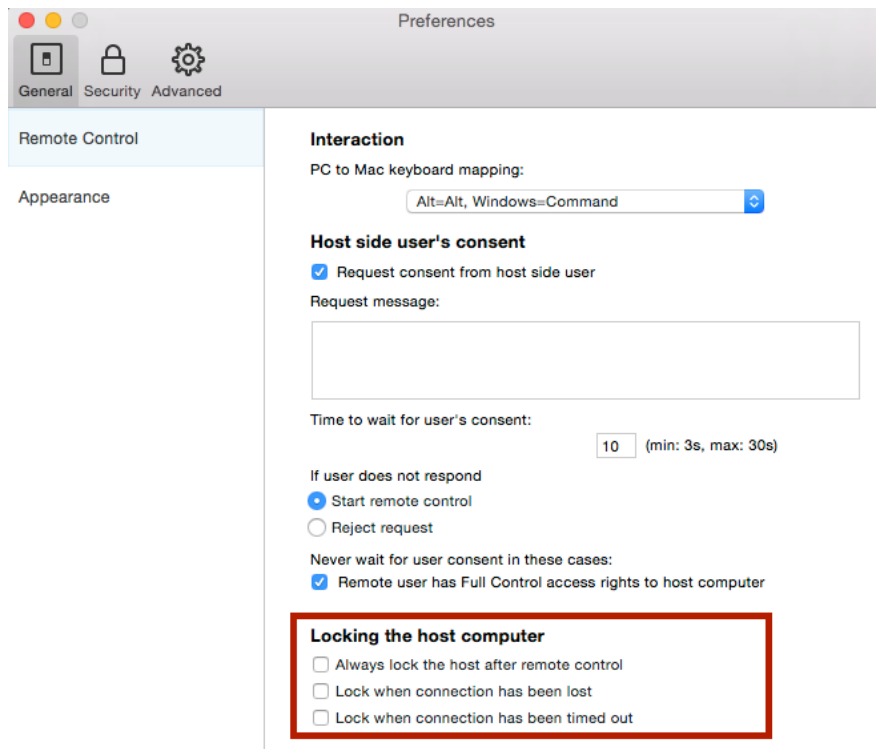 Preferences
General Security Advanced
Remote Control
Appearance
Interaction
PC to Mac keyboard mapping:
Alt=Alt, Windows=Command
Host side user's consent
Request consent from host side user
Request message:
Time to wait for user's consent:
10 (min: 3s, max: 30s)
If user does not respond
Start remote control
Reject request
Never wait for user consent in these cases:
Remote user has Full Control access rights to host computer
Locking the host computer
Always lock the host after remote control
Lock when connection has been lost
Lock when connection has been timed out